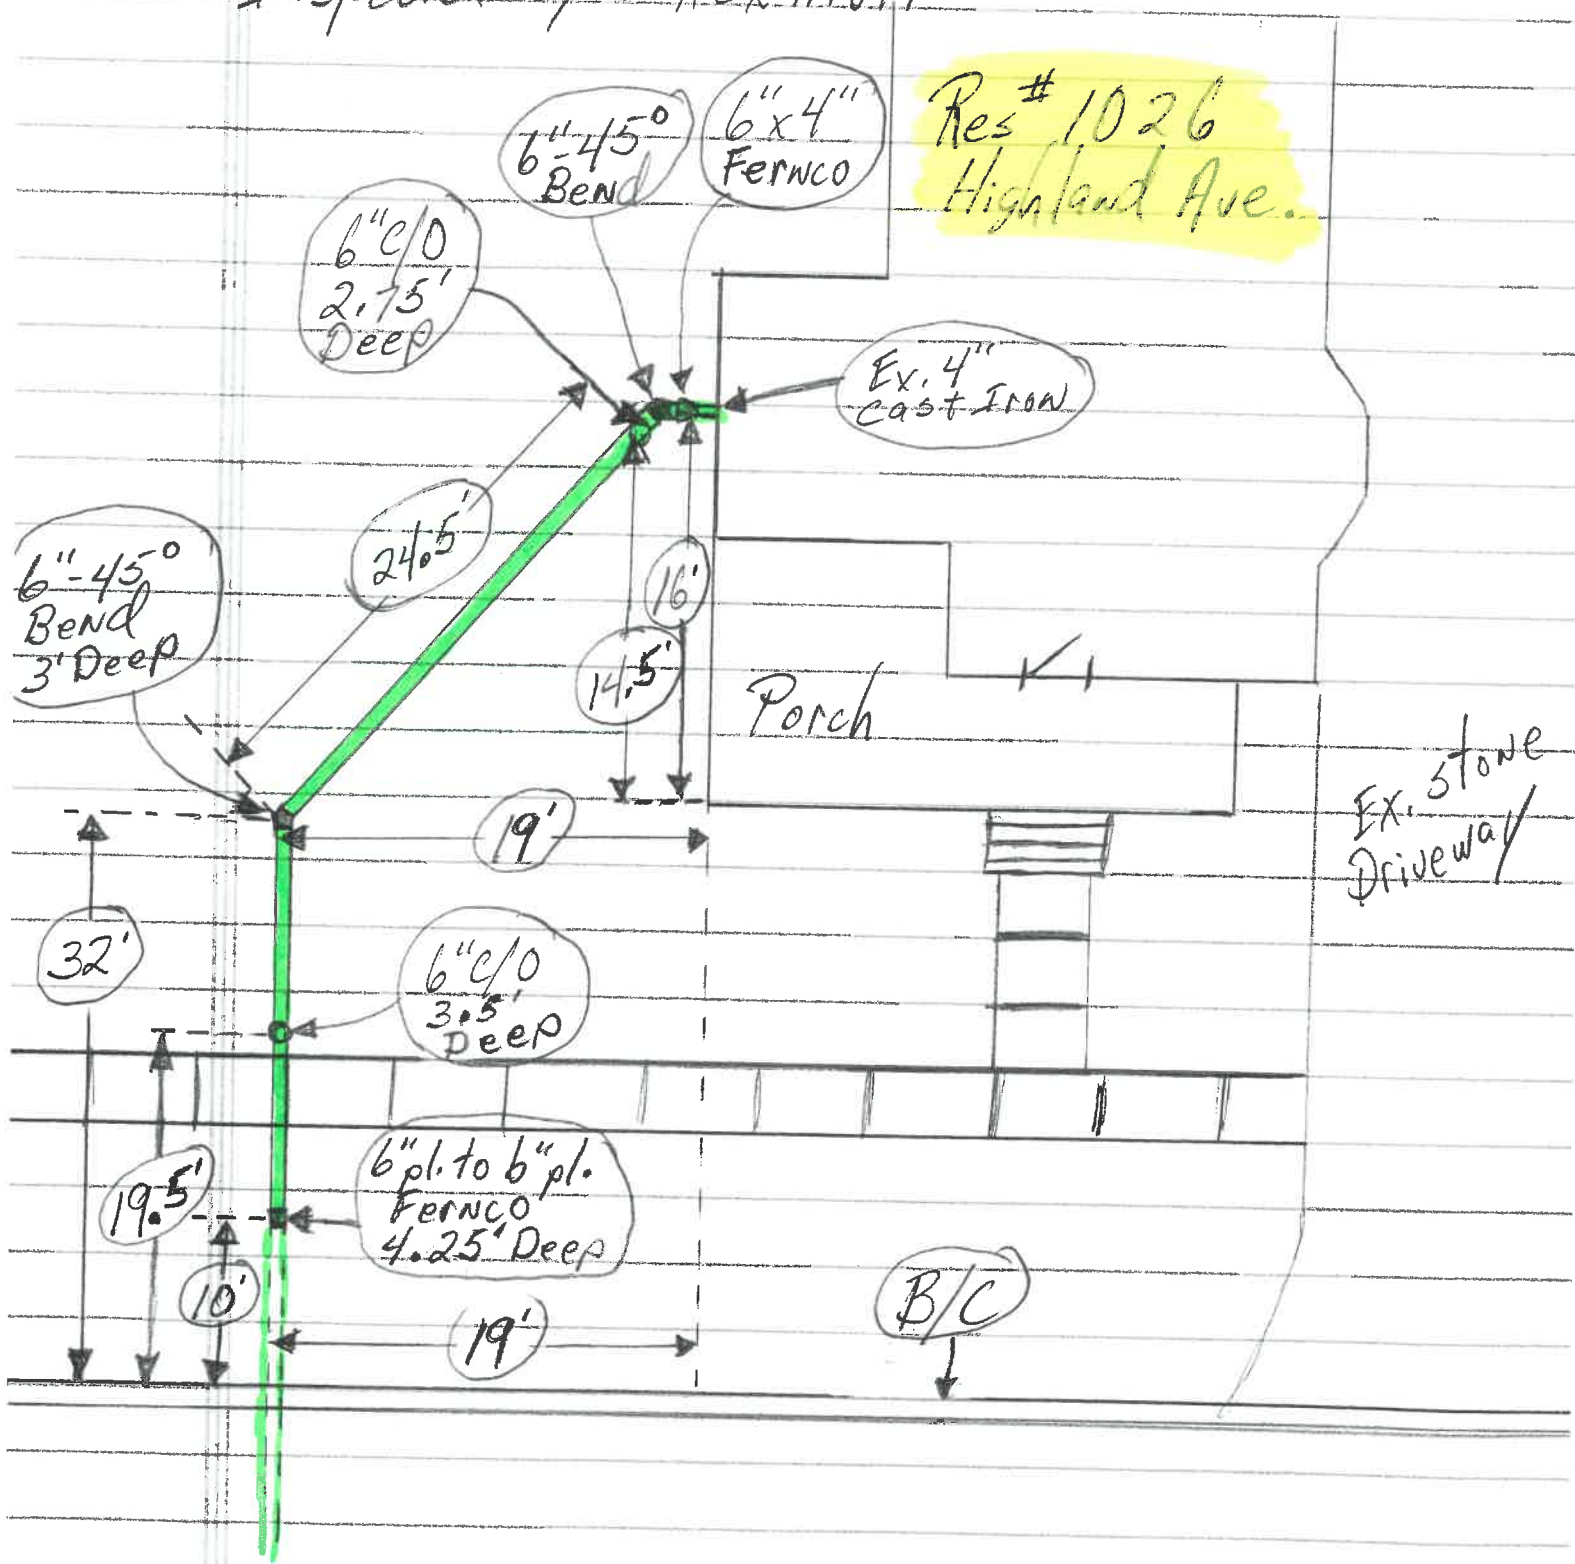 Res# 1026
Highland Ave.
6"-45°
Bend
6"x4"
Fernco
6"C/O
2.75'
Deep
Ex. 4"
Cast Iron
24.5'
6"-45°
Bend
3' Deep
16'
14.5'
Porch
Ex. Stone
Driveway
19'
32'
6"C/O
3.5'
Deep
6"pl. to 6"pl.
Fernco
4.25' Deep
19.5'
10'
19'
B/C